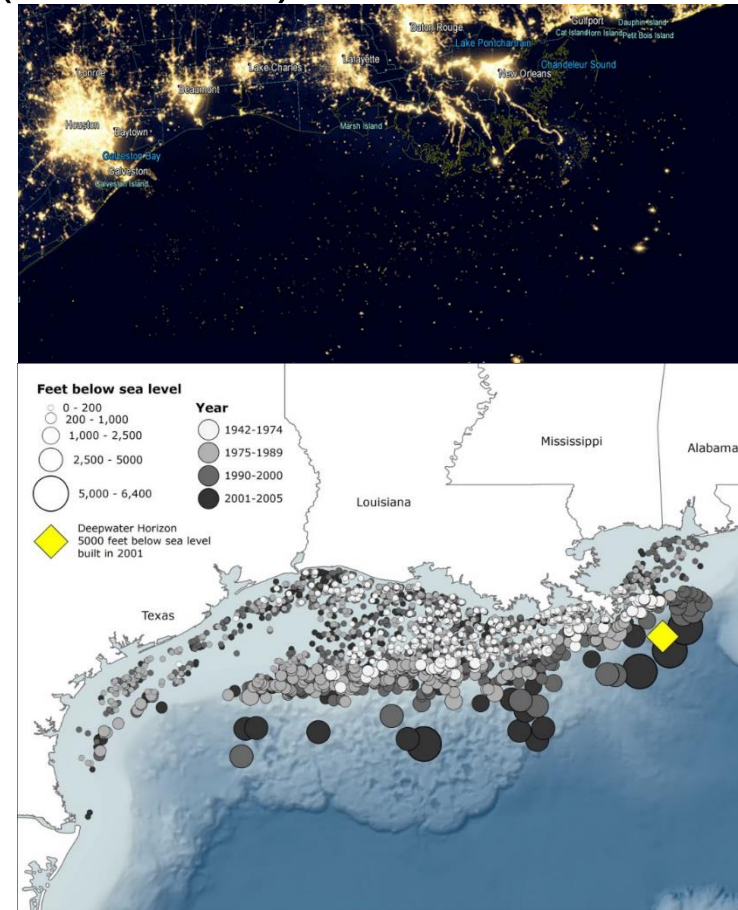 Gulfport
Dauphin Island
Baton Rouge
Cat Island
Horn Island
Petit Bois Island
Lake Pontchartrain
Lafayette
Lake Charles
Chandeleur Sound
Conroe
New Orleans
Beaumont
Houston
Baytown
Marsh Island
Galveston Bay
Galveston
Galveston Island
Feet below sea level
0 - 200
200 - 1,000
1,000 - 2,500
2,500 - 5000
5,000 - 6,400
Year
1942-1974
1975-1989
1990-2000
2001-2005
Deepwater Horizon
5000 feet below sea level
built in 2001
Mississippi
Alabama
Louisiana
Texas